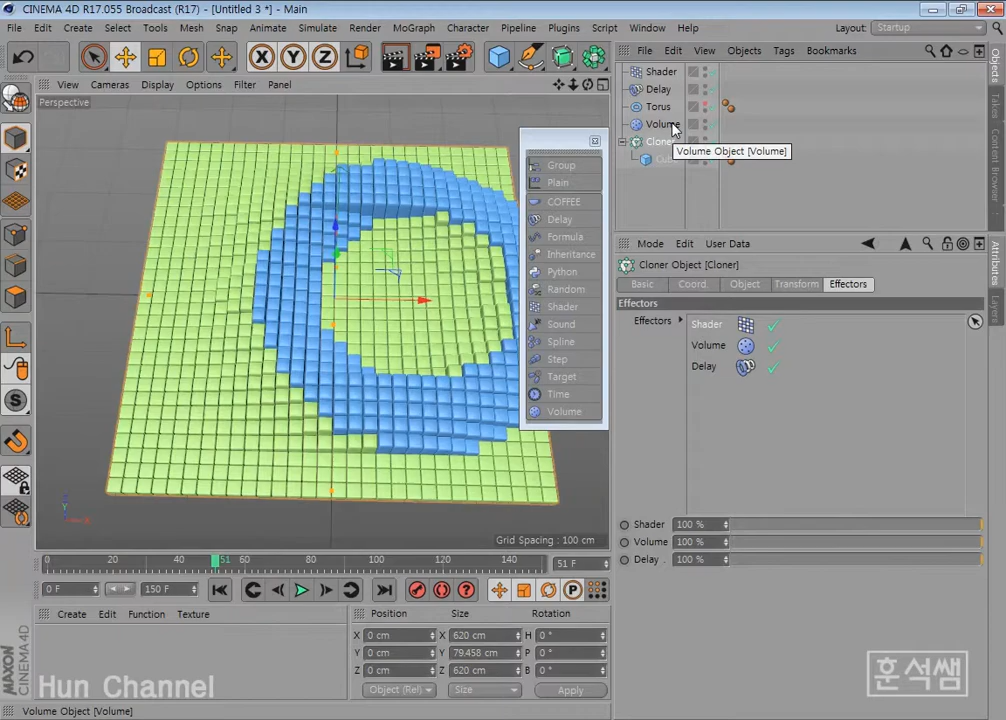 CINEMA 4D R17.055 Broadcast (R17) - [Untitled 3 *] - Main
File Edit Create Select Tools Mesh Snap Animate Simulate Render MoGraph Character Pipeline Plugins Script Window Help Layout: Startup
File Edit View Objects Tags Bookmarks
View Cameras Display Options Filter Panel
Perspective
Shader
Delay
Torus
Volume
Cloner
Volume Object [Volume]
Group
Plain
COFFEE
Delay
Formula
Inheritance
Python
Random
Shader
Sound
Spline
Step
Target
Time
Volume
Mode Edit User Data
Cloner Object [Cloner]
Basic Coord. Object Transform Effectors
Effectors
Effectors
Shader
Volume
Delay
Shader 100 %
Volume 100 %
Delay . 100 %
Objects
Takes
Content Browser
Attributes
Layers
Y
Grid Spacing : 100 cm
0 20 40 51 60 80 100 120 140 51 F
0 F 150 F
Create Edit Function Texture
Position Size Rotation
X 0 cm X 620 cm H 0 °
Y 0 cm Y 79.458 cm P 0 °
Z 0 cm Z 620 cm B 0 °
Object (Rel) Size Apply
MAXON
CINEMA 4D
Hun Channel
훈석쌤
Volume Object [Volume]